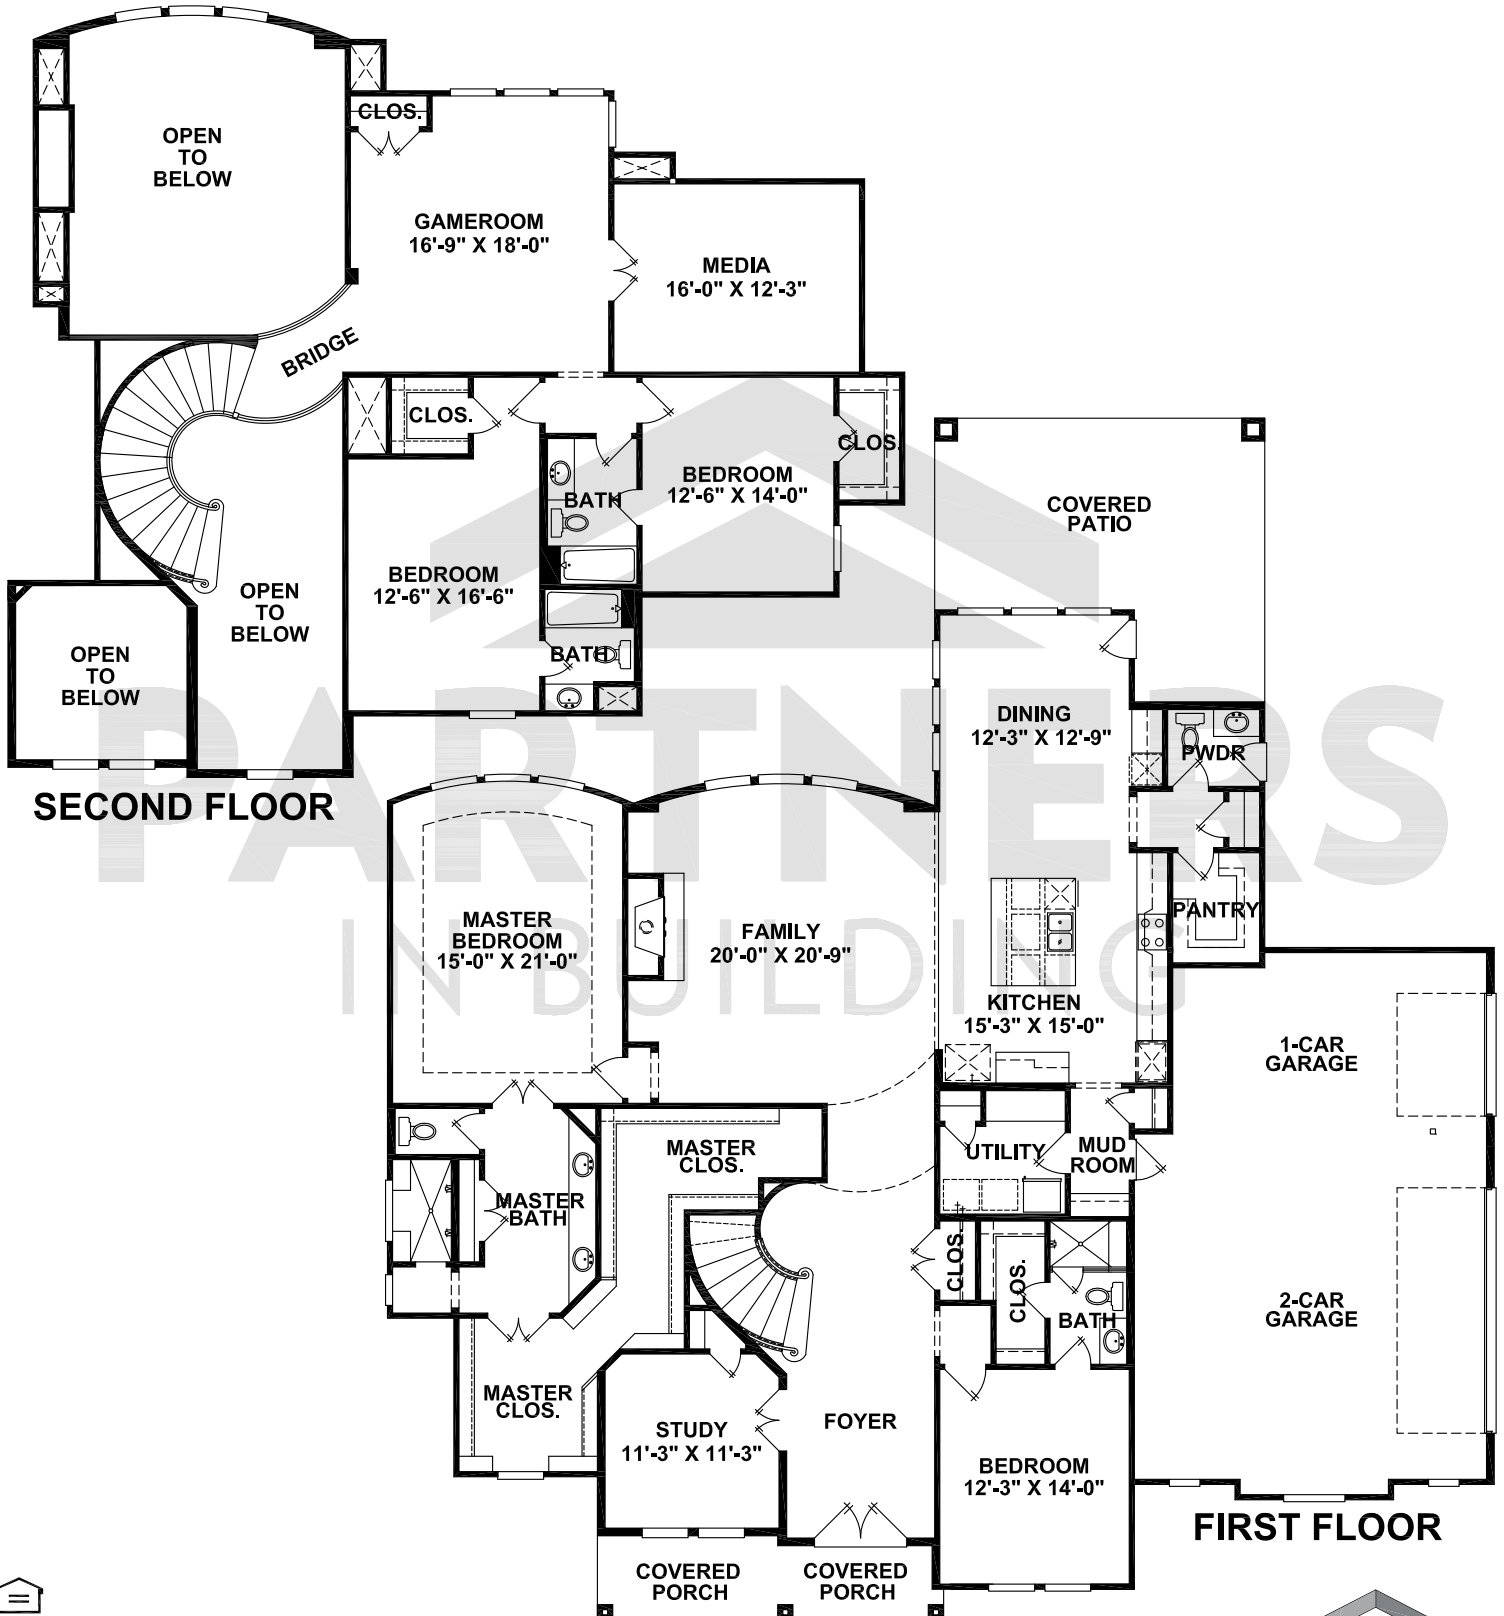 OPEN
TO
BELOW
CLOS.
GAMEROOM
16'-9" X 18'-0"
MEDIA
16'-0" X 12'-3"
BRIDGE
CLOS.
CLOS.
BEDROOM
12'-6" X 14'-0"
BATH
BEDROOM
12'-6" X 16'-6"
OPEN
TO
BELOW
BATH
OPEN
TO
BELOW
SECOND FLOOR
COVERED
PATIO
DINING
12'-3" X 12'-9"
PWDR
PARTNERS
IN BUILDING
MASTER
BEDROOM
15'-0" X 21'-0"
FAMILY
20'-0" X 20'-9"
PANTRY
KITCHEN
15'-3" X 15'-0"
1-CAR
GARAGE
MASTER
CLOS.
UTILITY
MUD
ROOM
MASTER
BATH
CLOS.
CLOS.
BATH
2-CAR
GARAGE
MASTER
CLOS.
STUDY
11'-3" X 11'-3"
FOYER
BEDROOM
12'-3" X 14'-0"
FIRST FLOOR
COVERED
PORCH
COVERED
PORCH